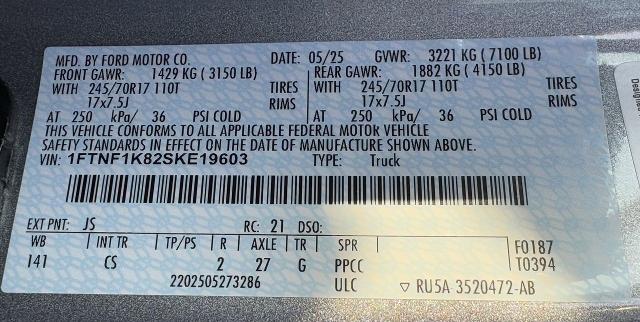 MFD. BY FORD MOTOR CO. DATE: 05/25 GVWR: 3221 KG ( 7100 LB)
FRONT GAWR: 1429 KG ( 3150 LB) REAR GAWR: 1882 KG ( 4150 LB)
WITH 245/70R17 110T TIRES WITH 245/70R17 110T TIRES
17x7.5J RIMS 17x7.5J RIMS
AT 250 kPa/ 36 PSI COLD AT 250 kPa/ 36 PSI COLD
THIS VEHICLE CONFORMS TO ALL APPLICABLE FEDERAL MOTOR VEHICLE
SAFETY STANDARDS IN EFFECT ON THE DATE OF MANUFACTURE SHOWN ABOVE.
VIN: 1FTNF1K82SKE19603 TYPE: Truck
EXT PNT: JS RC: 21 DSO:
WB INT TR TP/PS R AXLE TR SPR F0187
141 CS 2 27 G PPCC T0394
2202505273286 ULC ▽ RU5A-3520472-AB